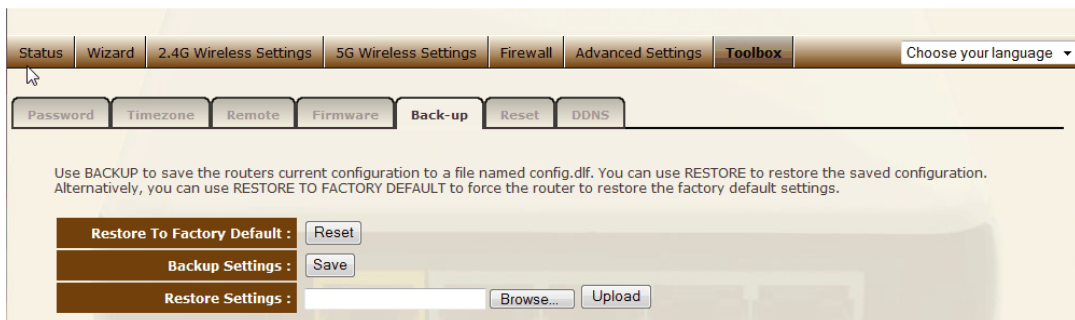 Status Wizard 2.4G Wireless Settings 5G Wireless Settings Firewall Advanced Settings Toolbox Choose your language
Password Timezone Remote Firmware Back-up Reset DDNS
Use BACKUP to save the routers current configuration to a file named config.dlf. You can use RESTORE to restore the saved configuration.
Alternatively, you can use RESTORE TO FACTORY DEFAULT to force the router to restore the factory default settings.
Restore To Factory Default : Reset
Backup Settings : Save
Restore Settings : Browse... Upload